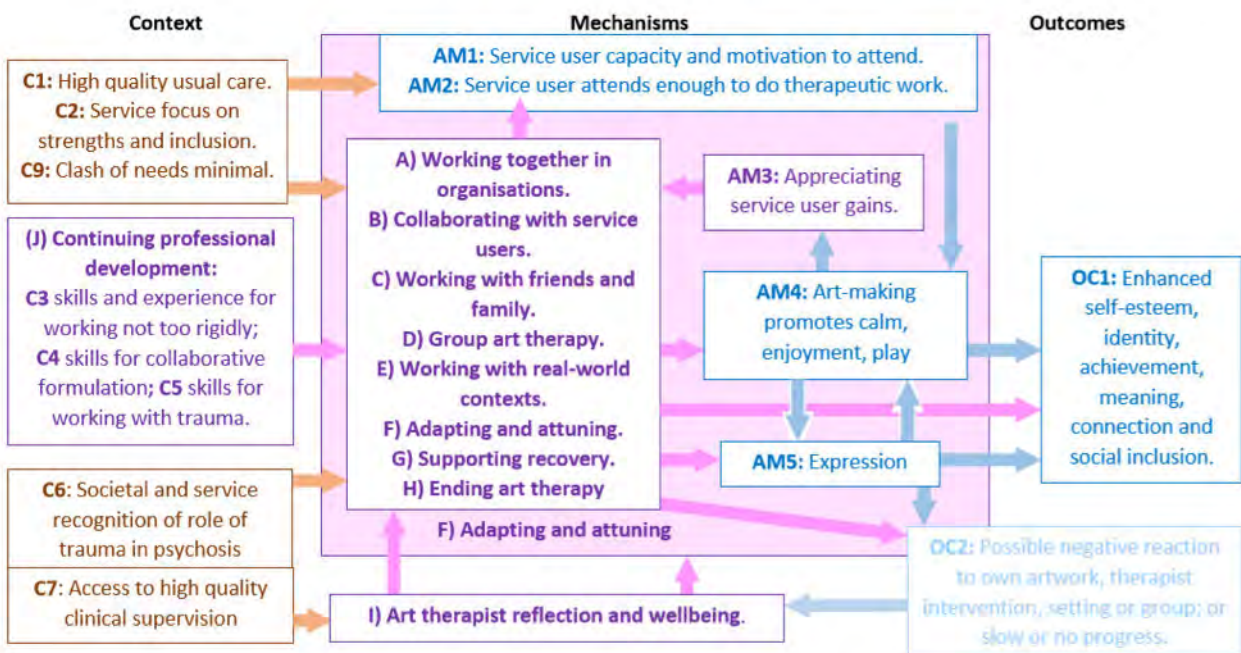 Context
Mechanisms
Outcomes
C1: High quality usual care.
C2: Service focus on
strengths and inclusion.
C9: Clash of needs minimal.
(J) Continuing professional
development:
C3 skills and experience for
working not too rigidly;
C4 skills for collaborative
formulation; C5 skills for
working with trauma.
C6: Societal and service
recognition of role of
trauma in psychosis
C7: Access to high quality
clinical supervision
AM1: Service user capacity and motivation to attend.
AM2: Service user attends enough to do therapeutic work.
A) Working together in
organisations.
B) Collaborating with service
users.
C) Working with friends and
family.
D) Group art therapy.
E) Working with real-world
contexts.
F) Adapting and attuning.
G) Supporting recovery.
H) Ending art therapy
F) Adapting and attuning
I) Art therapist reflection and wellbeing.
AM3: Appreciating
service user gains.
AM4: Art-making
promotes calm,
enjoyment, play
AM5: Expression
OC1: Enhanced
self-esteem,
identity,
achievement,
meaning,
connection and
social inclusion.
OC2: Possible negative reaction
to own artwork, therapist
intervention, setting or group; or
slow or no progress.